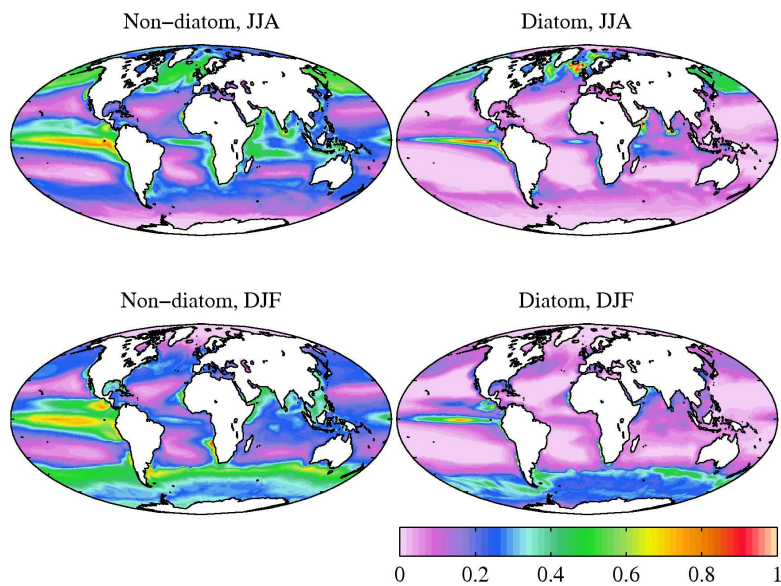 Non−diatom, JJA
Diatom, JJA
Non−diatom, DJF
Diatom, DJF
0 0.2 0.4 0.6 0.8 1